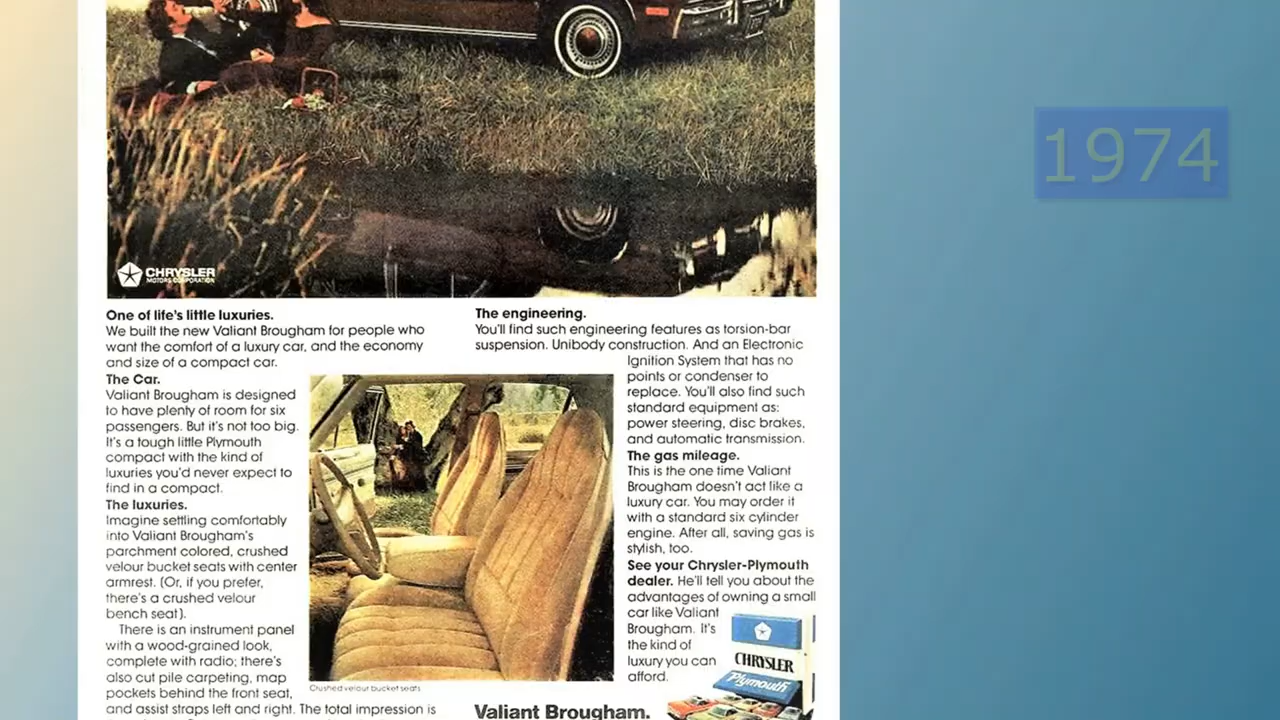 1974
CHRYSLER
MOTORS CORPORATION
One of life's little luxuries.
We built the new Valiant Brougham for people who
want the comfort of a luxury car, and the economy
and size of a compact car.
The Car.
Valiant Brougham is designed
to have plenty of room for six
passengers. But it's not too big.
It's a tough little Plymouth
compact with the kind of
luxuries you'd never expect to
find in a compact.
The luxuries.
Imagine settling comfortably
into Valiant Brougham's
parchment colored, crushed
velour bucket seats with center
armrest. (Or, if you prefer,
there's a crushed velour
bench seat).
There is an instrument panel
with a wood-grained look,
complete with radio; there's
also cut pile carpeting, map
pockets behind the front seat,
and assist straps left and right. The total impression is
Crushed velour bucket seats
The engineering.
You'll find such engineering features as torsion-bar
suspension. Unibody construction. And an Electronic
Ignition System that has no
points or condenser to
replace. You'll also find such
standard equipment as:
power steering, disc brakes,
and automatic transmission.
The gas mileage.
This is the one time Valiant
Brougham doesn't act like a
luxury car. You may order it
with a standard six cylinder
engine. After all, saving gas is
stylish, too.
See your Chrysler-Plymouth
dealer. He'll tell you about the
advantages of owning a small
car like Valiant
Brougham. It's
the kind of
luxury you can
afford.
CHRYSLER
Plymouth
Valiant Brougham.